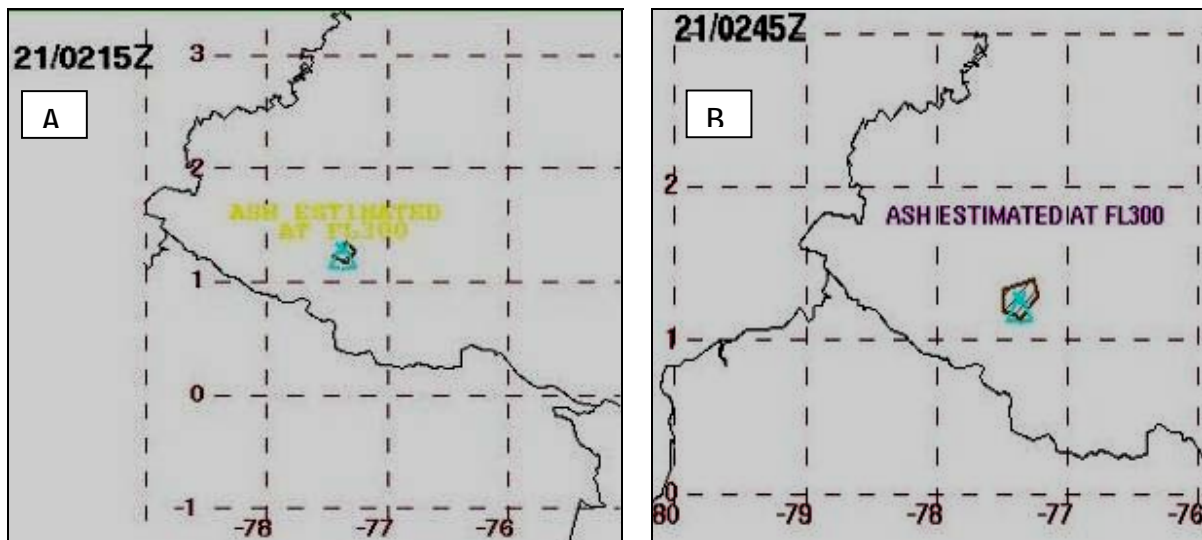 21/0215Z
A
3
2
ASH ESTIMATED
AT FL300
1
0
-1
-78
-77
-76
21/0245Z
B
2
ASH ESTIMATED AT FL300
1
0
80
-79
-78
-77
-76